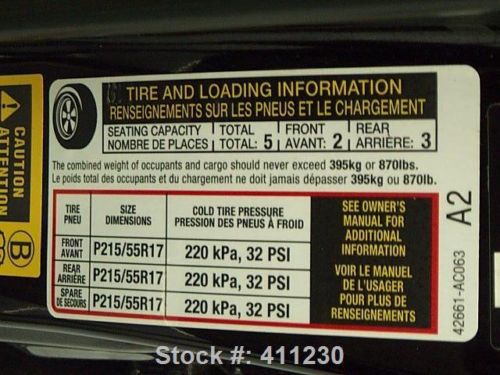 TIRE AND LOADING INFORMATION
RENSEIGNEMENTS SUR LES PNEUS ET LE CHARGEMENT
SEATING CAPACITY TOTAL FRONT REAR
NOMBRE DE PLACES TOTAL: 5 AVANT: 2 ARRIÈRE: 3
The combined weight of occupants and cargo should never exceed 395kg or 870lbs.
Le poids total des occupants et du chargement ne doit jamais dépasser 395kg ou 870lb.
TIRE SIZE COLD TIRE PRESSURE
PNEU DIMENSIONS PRESSION DES PNEUS À FROID
FRONT
AVANT P215/55R17 220 kPa, 32 PSI
REAR
ARRIÈRE P215/55R17 220 kPa, 32 PSI
SPARE
DE SECOURS P215/55R17 220 kPa, 32 PSI
SEE OWNER'S
MANUAL FOR
ADDITIONAL
INFORMATION
VOIR LE MANUEL
DE L'USAGER
POUR PLUS DE
RENSEIGNEMENTS
42661-AC063 A2
CAUTION
ATTENTION
B
Stock #: 411230